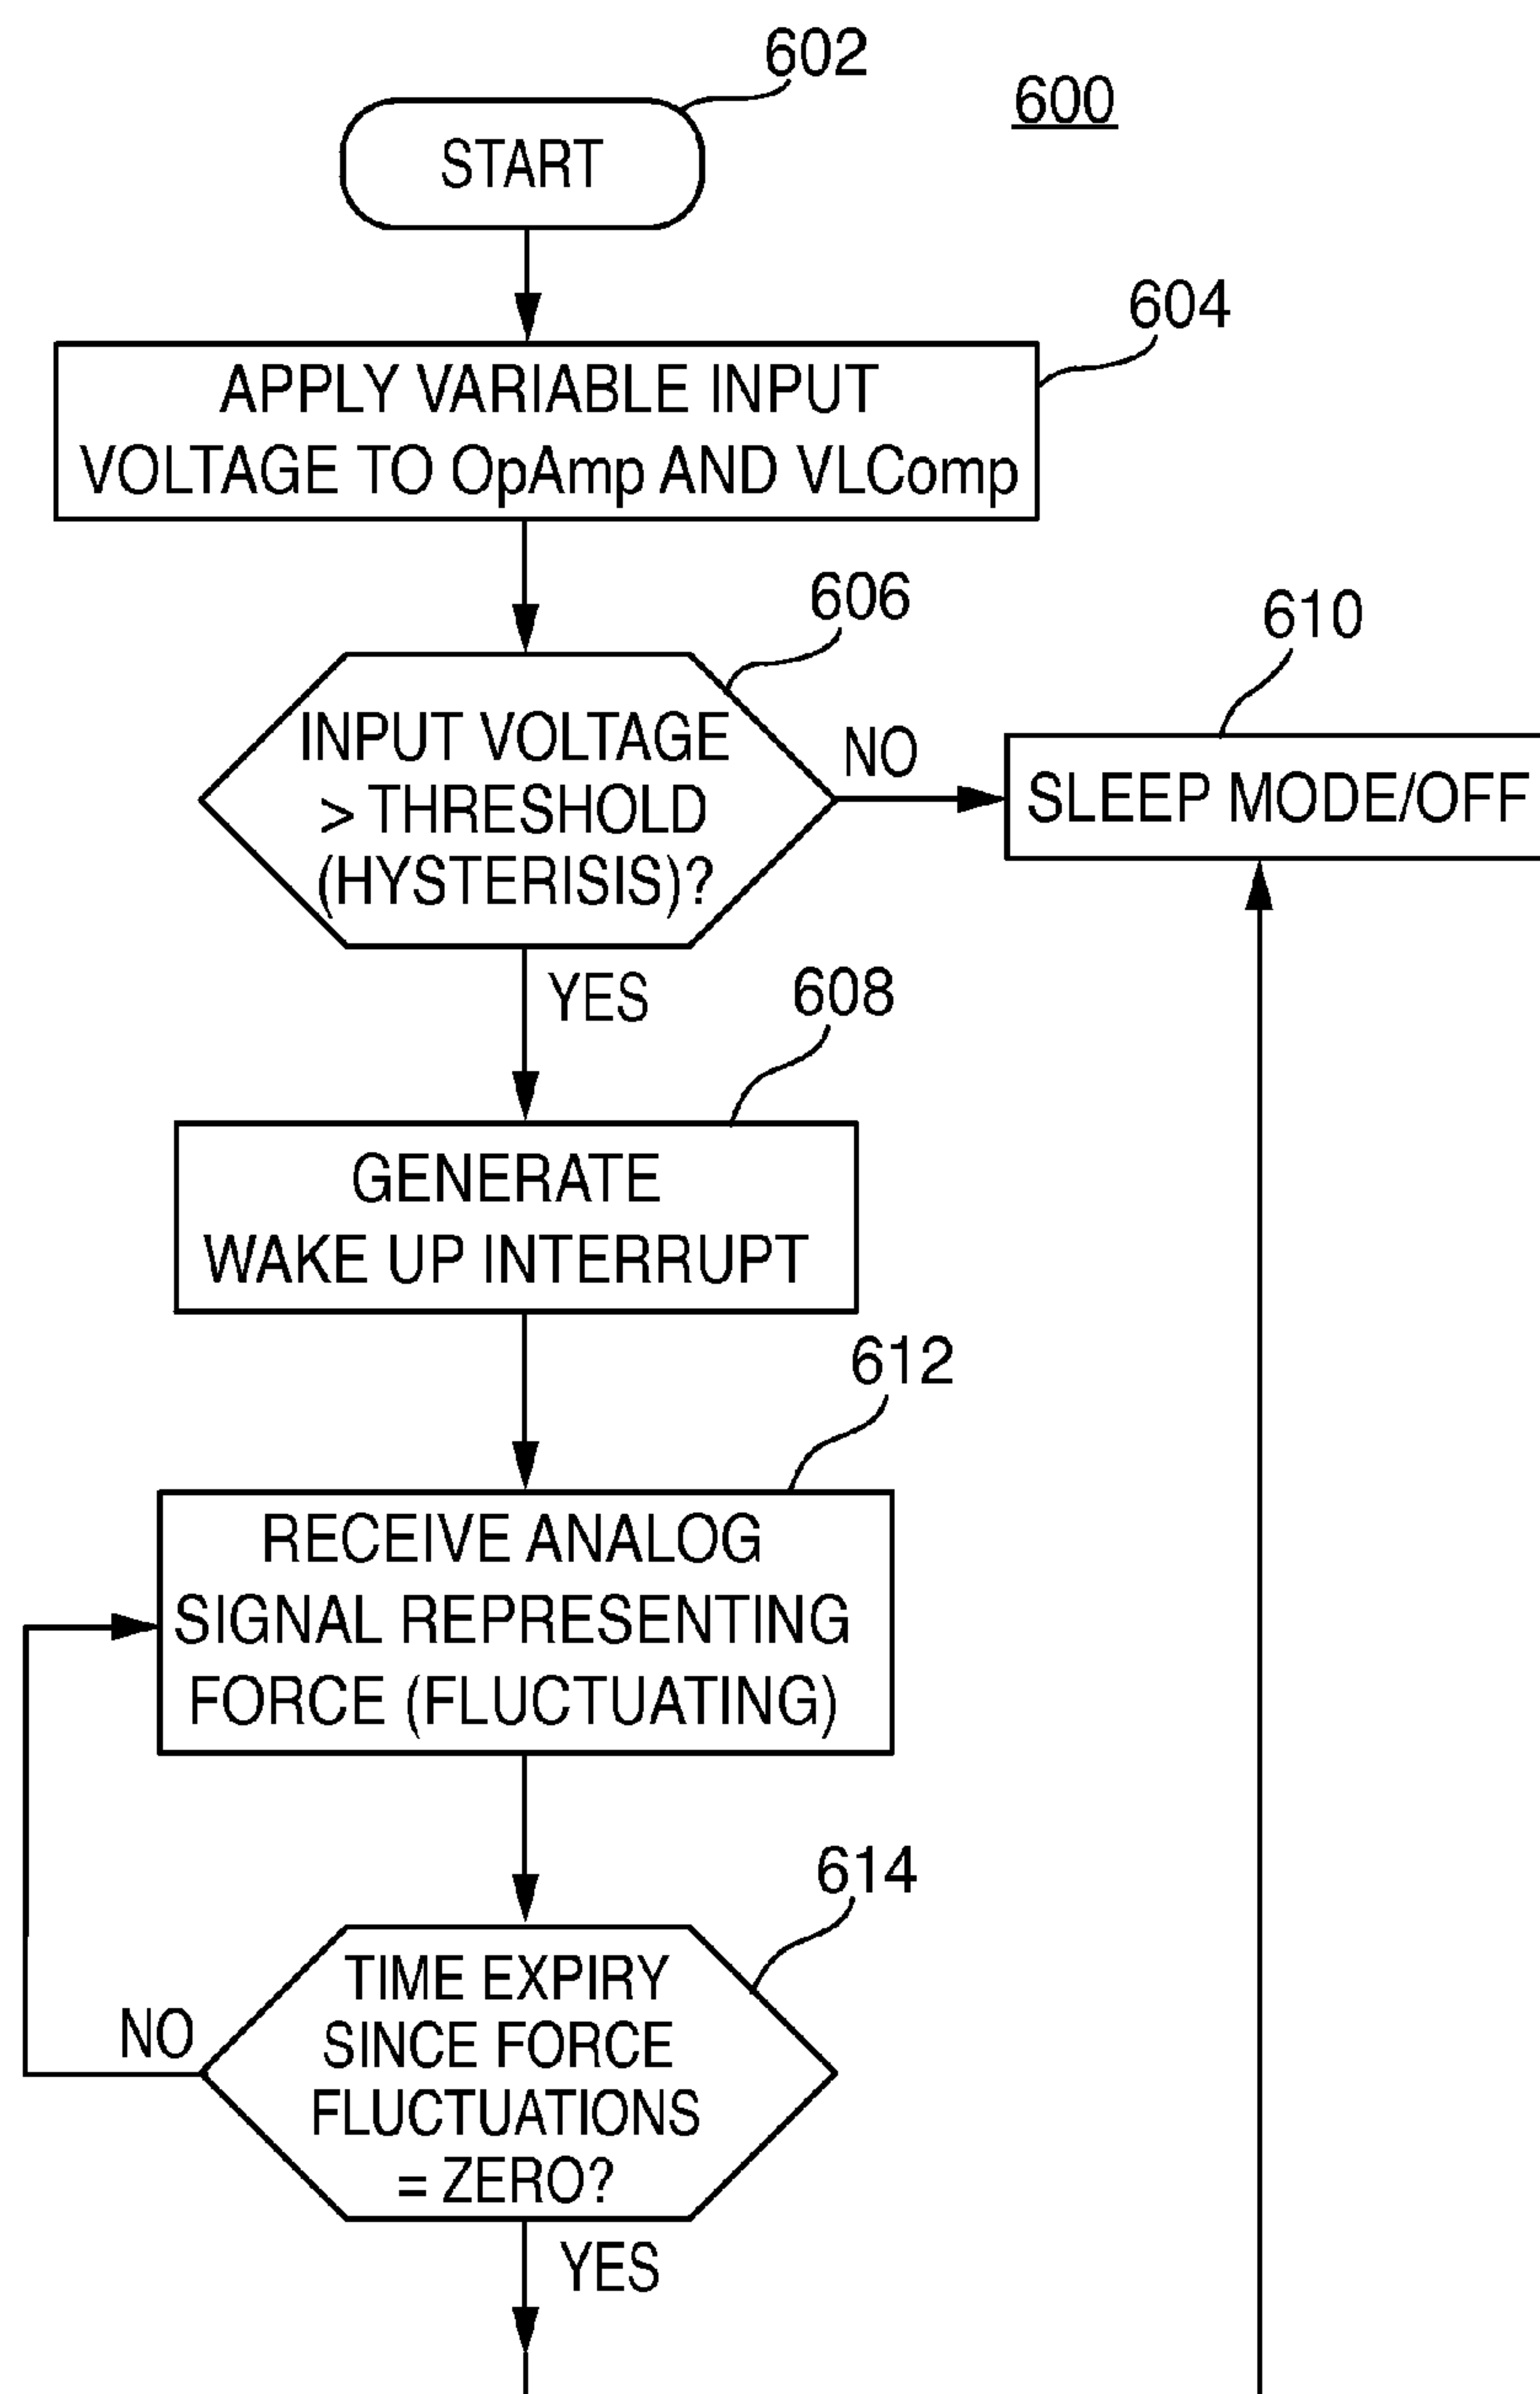 602
600
START
604
APPLY VARIABLE INPUT
VOLTAGE TO OpAmp AND VLComp
606
610
INPUT VOLTAGE
> THRESHOLD
(HYSTERISIS)?
NO
SLEEP MODE/OFF
YES
608
GENERATE
WAKE UP INTERRUPT
612
RECEIVE ANALOG
SIGNAL REPRESENTING
FORCE (FLUCTUATING)
614
TIME EXPIRY
SINCE FORCE
FLUCTUATIONS
= ZERO?
NO
YES